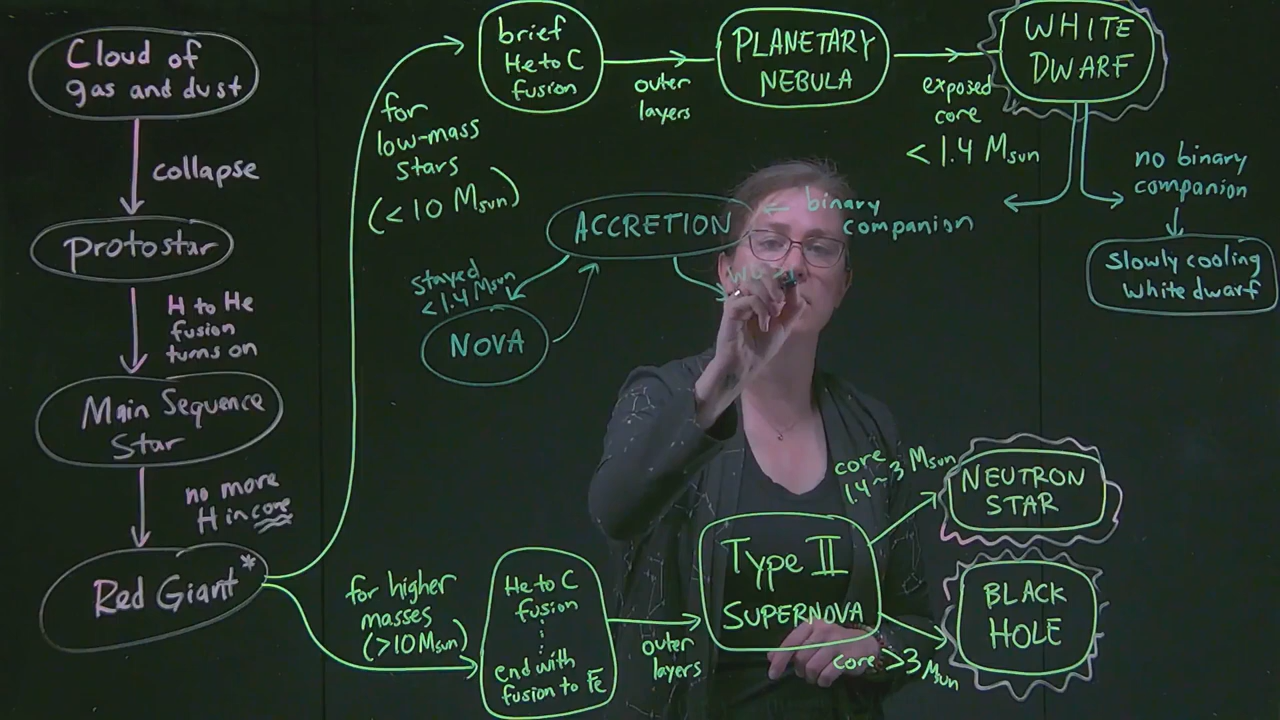 Cloud of
gas and dust
collapse
Protostar
H to He
fusion
turns on
Main Sequence
Star
no more
H in core
Red Giant*
for
low-mass
stars
(<10 Msun)
brief
He to C
fusion
outer
layers
PLANETARY
NEBULA
exposed
core
<1.4 Msun
WHITE
DWARF
no binary
companion
Slowly cooling
white dwarf
binary
companion
ACCRETION
stayed
<1.4 Msun
NOVA
for higher
masses
(>10 Msun)
He to C
fusion
end with
fusion to Fe
outer
layers
Type II
SUPERNOVA
core
1.4~3 Msun
NEUTRON
STAR
core >3 Msun
BLACK
HOLE